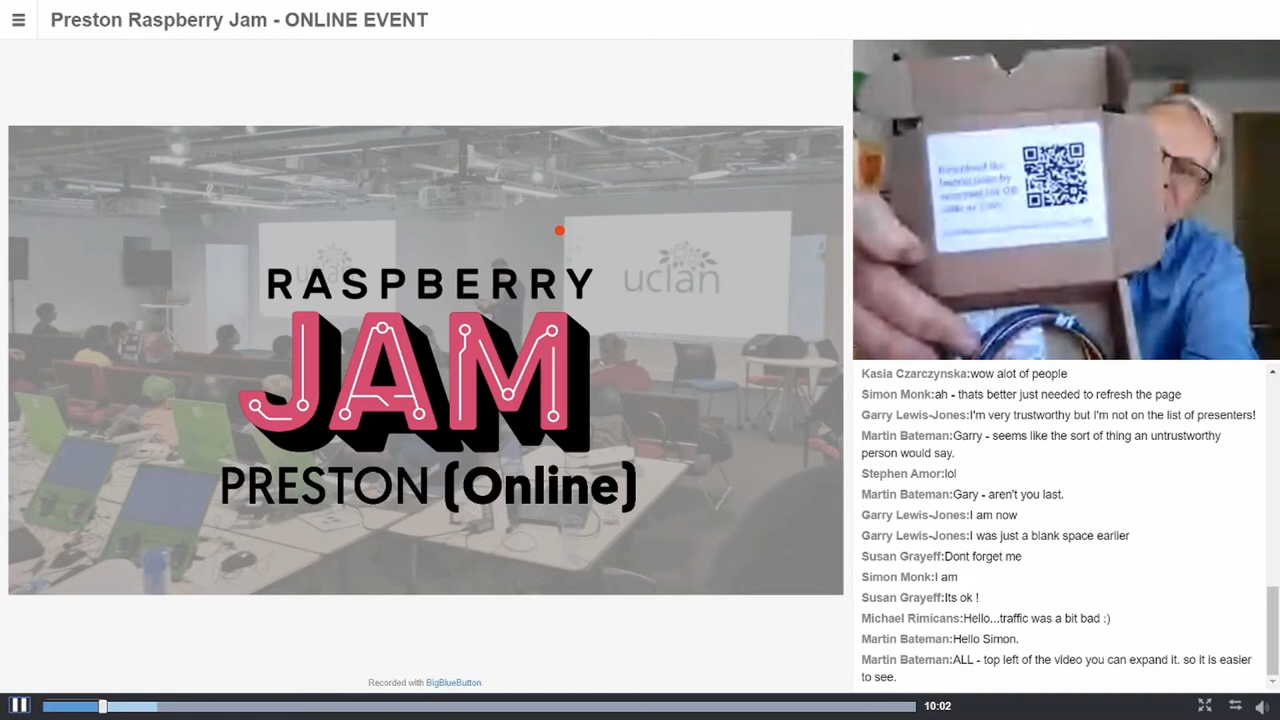 Preston Raspberry Jam - ONLINE EVENT
uclan
uclan
RASPBERRY
JAM
PRESTON (Online)
Download the
Instructions by
Kasia Czarczynska:wow alot of people
Simon Monk:ah - thats better just needed to refresh the page
Garry Lewis-Jones:I'm very trustworthy but I'm not on the list of presenters!
Martin Bateman:Garry - seems like the sort of thing an untrustworthy
person would say.
Stephen Amor:lol
Martin Bateman:Gary - aren't you last.
Garry Lewis-Jones:I am now
Garry Lewis-Jones:I was just a blank space earlier
Susan Grayeff:Dont forget me
Simon Monk:I am
Susan Grayeff:Its ok !
Michael Rimicans:Hello...traffic was a bit bad :)
Martin Bateman:Hello Simon.
Martin Bateman:ALL - top left of the video you can expand it. so it is easier
to see.
Recorded with BigBlueButton.
10:02